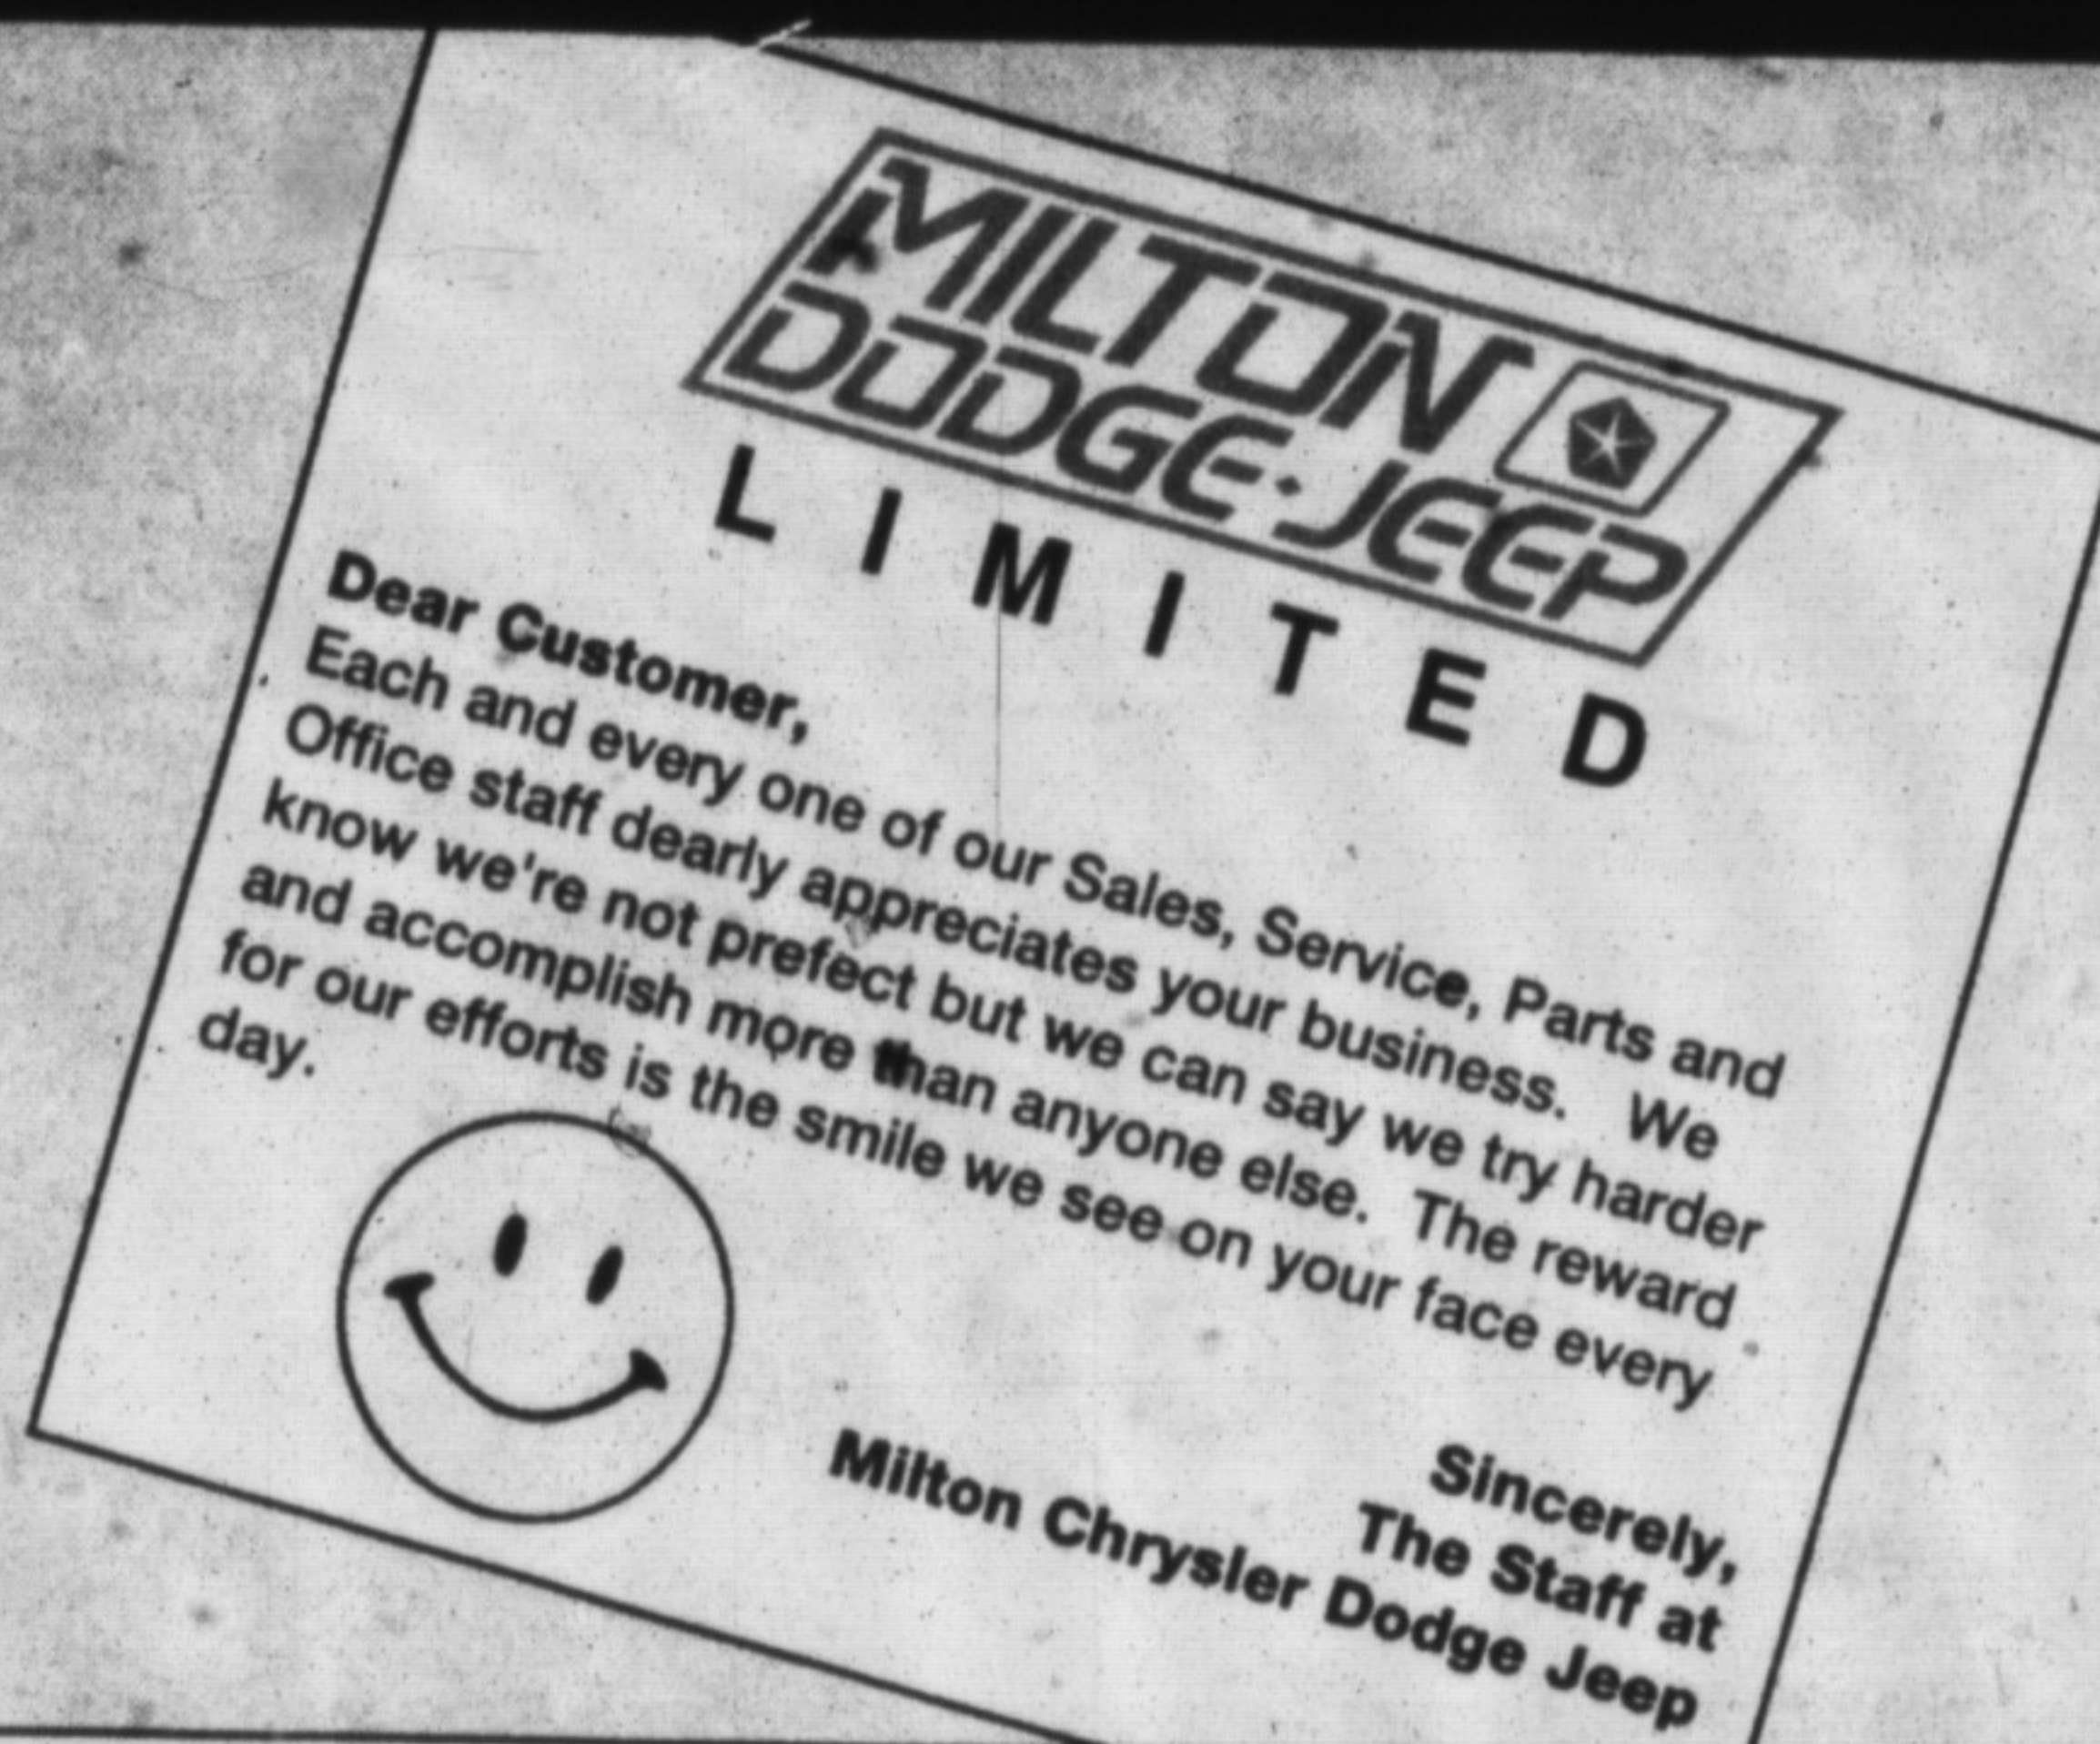 MILTON
DODGE·JEEP
LIMITED
Dear Customer,
Each and every one of our Sales, Service, Parts and
Office staff dearly appreciates your business. We
know we're not prefect but we can say we try harder
and accomplish more than anyone else. The reward
for our efforts is the smile we see on your face every
day.
Sincerely,
The Staff at
Milton Chrysler Dodge Jeep